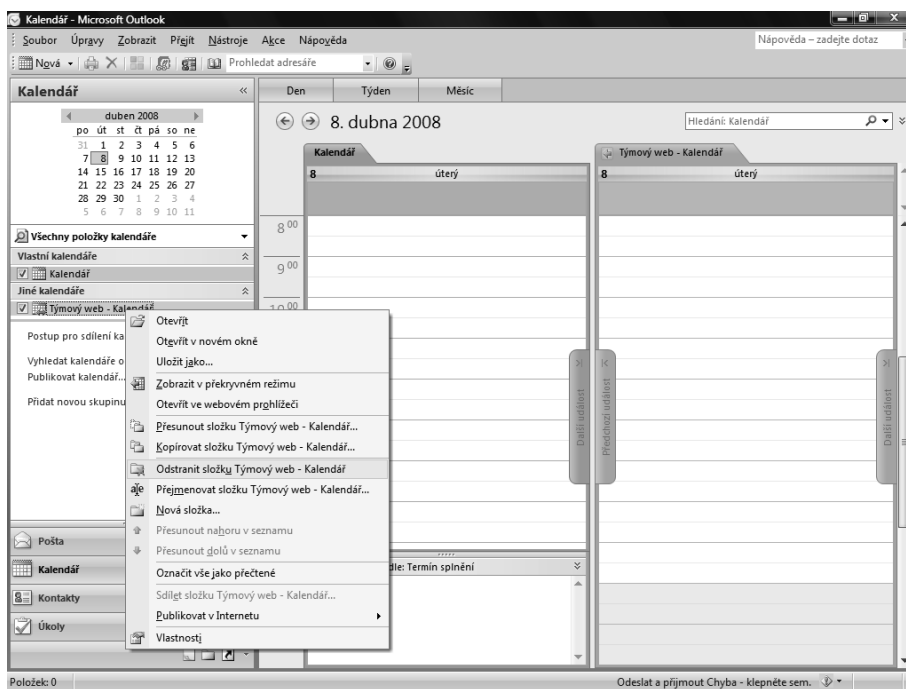 Kalendář - Microsoft Outlook
Soubor Úpravy Zobrazit Přejít Nástroje Akce Nápověda
Nápověda – zadejte dotaz
Nová Prohledat adresáře
Kalendář «
Den Týden Měsíc
duben 2008
po út st čt pá so ne
31 1 2 3 4 5 6
7 8 9 10 11 12 13
14 15 16 17 18 19 20
21 22 23 24 25 26 27
28 29 30 1 2 3 4
5 6 7 8 9 10 11
8. dubna 2008
Hledání: Kalendář
Kalendář
Týmový web - Kalendář
8 úterý
8 úterý
8 00
9 00
10 00
Všechny položky kalendáře
Vlastní kalendáře
Kalendář
Jiné kalendáře
Týmový web - Kalendář
Postup pro sdílení ka
Vyhledat kalendáře o
Publikovat kalendář...
Přidat novou skupinu
Otevřít
Otevřít v novém okně
Uložit jako...
Zobrazit v překryvném režimu
Otevřít ve webovém prohlížeči
Přesunout složku Týmový web - Kalendář...
Kopírovat složku Týmový web - Kalendář...
Odstranit složku Týmový web - Kalendář
Přejmenovat složku Týmový web - Kalendář...
Nová složka...
Přesunout nahoru v seznamu
Přesunout dolů v seznamu
Označit vše jako přečtené
Sdílet složku Týmový web - Kalendář...
Publikovat v Internetu
Vlastnosti
Další událost
Předchozí událost
Další událost
dle: Termín splnění
Pošta
Kalendář
Kontakty
Úkoly
Položek: 0
Odeslat a přijmout Chyba - klepněte sem.